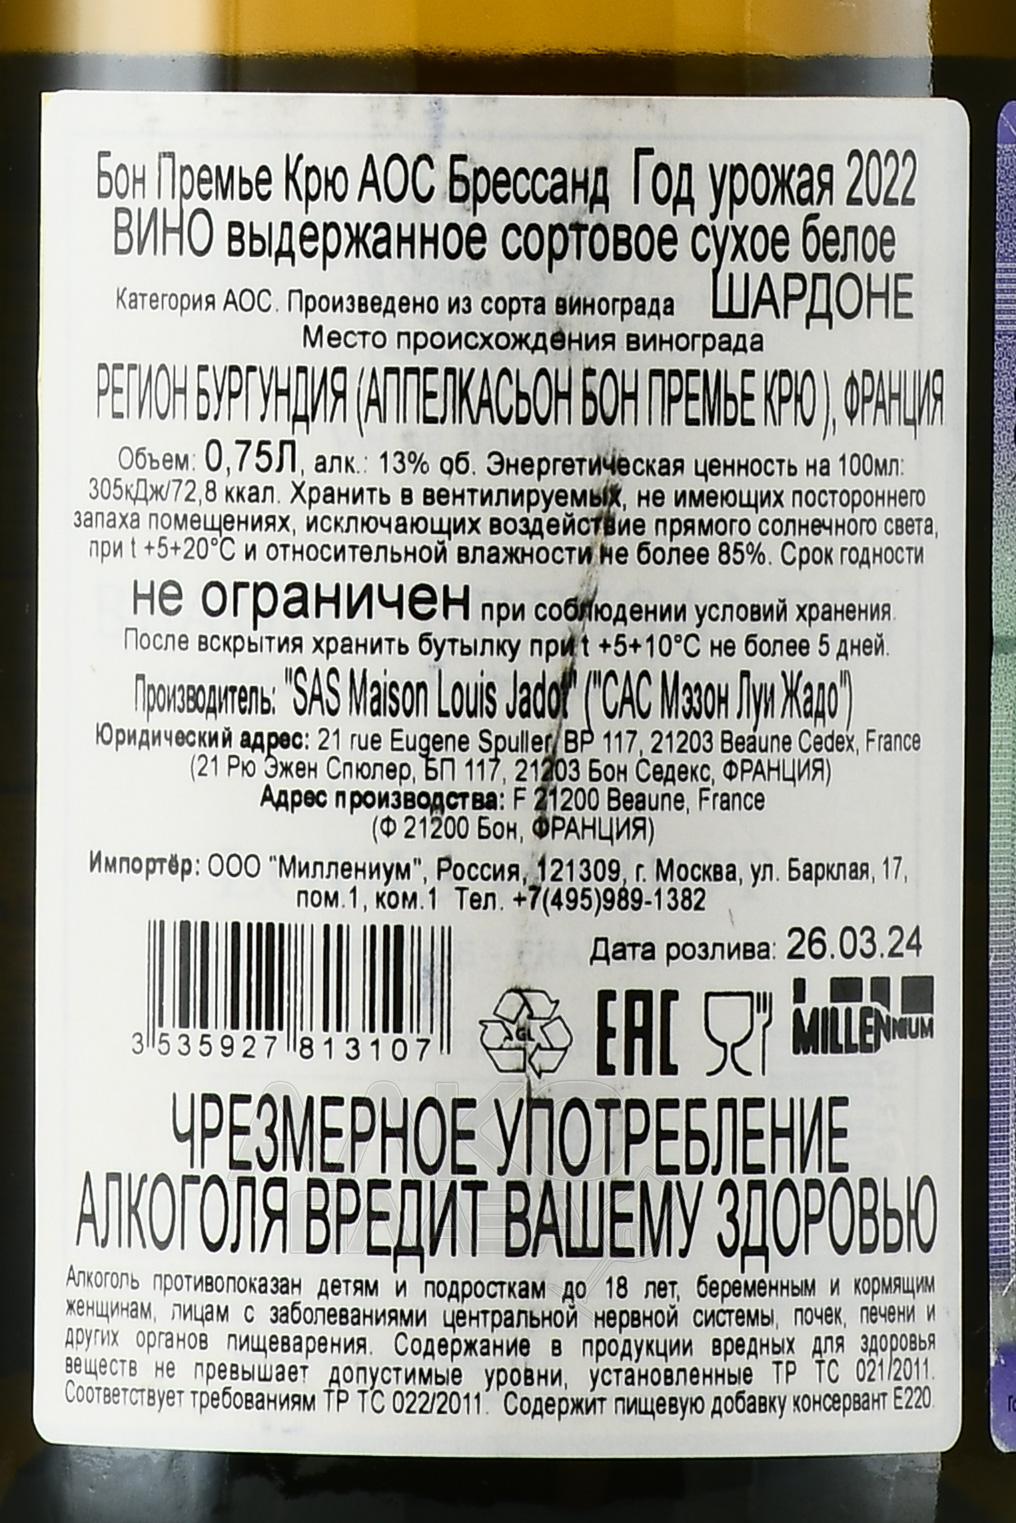 Бон Премье Крю АОС Брессанд Год урожая 2022
ВИНО выдержанное сортовое сухое белое
Категория АОС. Произведено из сорта винограда ШАРДОНЕ
Место происхождения винограда
РЕГИОН БУРГУНДИЯ (АППЕЛКАСЬОН БОН ПРЕМЬЕ КРЮ ), ФРАНЦИЯ
Объем: 0,75Л, алк.: 13% об. Энергетическая ценность на 100мл:
305кДж/72,8 ккал. Хранить в вентилируемых, не имеющих постороннего
запаха помещениях, исключающих воздействие прямого солнечного света,
при t +5+20°С и относительной влажности не более 85%. Срок годности
не ограничен при соблюдении условий хранения.
После вскрытия хранить бутылку при t +5+10°С не более 5 дней.
Производитель: "SAS Maison Louis Jadot" ("САС Мэзон Луи Жадо")
Юридический адрес: 21 rue Eugene Spuller, BP 117, 21203 Beaune Cedex, France
(21 Рю Эжен Спюлер, БП 117, 21203 Бон Седекс, ФРАНЦИЯ)
Адрес производства: F 21200 Beaune, France
(Ф 21200 Бон, ФРАНЦИЯ)
Импортёр: ООО "Миллениум", Россия, 121309, г. Москва, ул. Барклая, 17,
пом.1, ком.1 Тел. +7(495)989-1382
Дата розлива: 26.03.24
3 535927 813107
GL
EAC
MILLENNIUM
ЧРЕЗМЕРНОЕ УПОТРЕБЛЕНИЕ
АЛКОГОЛЯ ВРЕДИТ ВАШЕМУ ЗДОРОВЬЮ
Алкоголь противопоказан детям и подросткам до 18 лет, беременным и кормящим
женщинам, лицам с заболеваниями центральной нервной системы, почек, печени и
других органов пищеварения. Содержание в продукции вредных для здоровья
веществ не превышает допустимые уровни, установленные ТР ТС 021/2011.
Соответствует требованиям ТР ТС 022/2011. Содержит пищевую добавку консервант Е220.